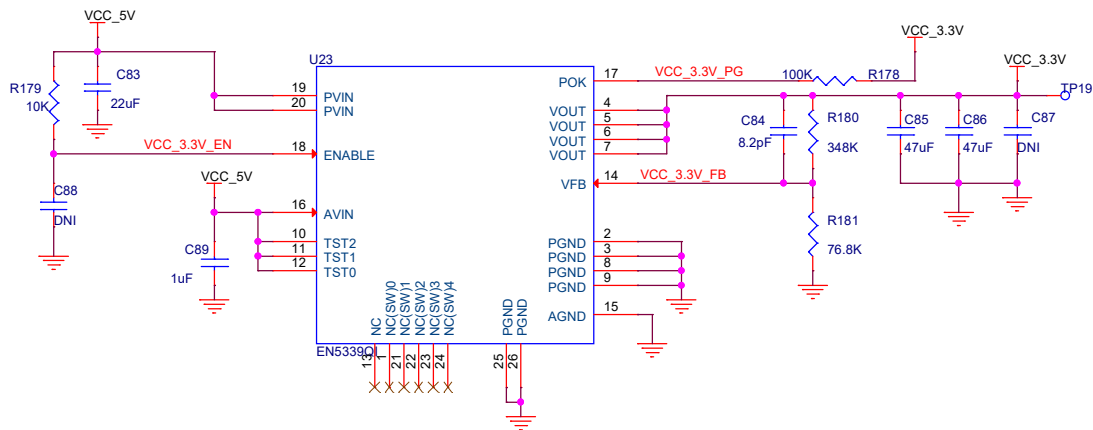 VCC_5V
VCC_3.3V
VCC_3.3V
U23
R179
10K
C83
22uF
19
PVIN
20
PVIN
POK
17
VCC_3.3V_PG
100K
R178
TP19
VOUT
4
VOUT
5
VOUT
6
VOUT
7
C84
8.2pF
R180
348K
C85
47uF
C86
47uF
C87
DNI
VCC_3.3V_EN
18
ENABLE
VFB
14
VCC_3.3V_FB
VCC_5V
C88
DNI
16
AVIN
R181
76.8K
C89
1uF
10
TST2
11
TST1
12
TST0
PGND
2
PGND
3
PGND
8
PGND
9
AGND
15
NC
NC(SW)0
NC(SW)1
NC(SW)2
NC(SW)3
NC(SW)4
PGND
PGND
EN5339QI
13
1
21
22
23
24
25
26